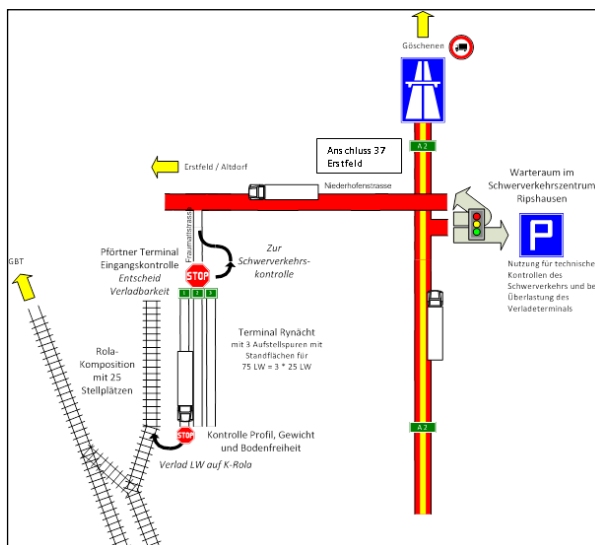 Göschenen
A 2
Anschluss 37
Erstfeld
Erstfeld / Altdorf
Niederhofenstrasse
Warteraum im
Schwerverkehrszentrum
Ripshausen
P
Nutzung für technische
Kontrollen des
Schwerverkehrs und be
Überlastung des
Verladeterminals
Fraumattstrasse
Pförtner Terminal
Eingangskontrolle
Entscheid
Verladbarkeit
Zur
Schwerverkehrs-
kontrolle
STOP
1 2 3
GBT
Rola-
Komposition
mit 25
Stellplätzen
Terminal Rynächt
mit 3 Aufstellspuren mit
Standflächen für
75 LW = 3 * 25 LW
A 2
STOP
Kontrolle Profil, Gewicht
und Bodenfreiheit
Verlad LW auf K-Rola